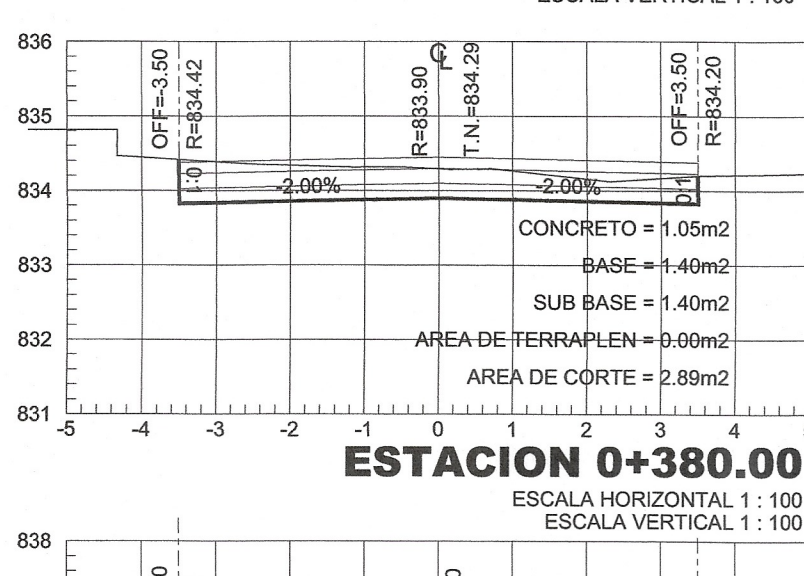 836
835
834
833
832
831
OFF=-3.50
R=834.42
℄
R=833.90
T.N.=834.29
OFF=3.50
R=834.20
0:1
-2.00%
-2.00%
0:1
CONCRETO = 1.05m2
BASE = 1.40m2
SUB BASE = 1.40m2
AREA DE TERRAPLEN = 0.00m2
AREA DE CORTE = 2.89m2
-5 -4 -3 -2 -1 0 1 2 3 4
ESTACION 0+380.00
ESCALA HORIZONTAL 1 : 100
ESCALA VERTICAL 1 : 100
838